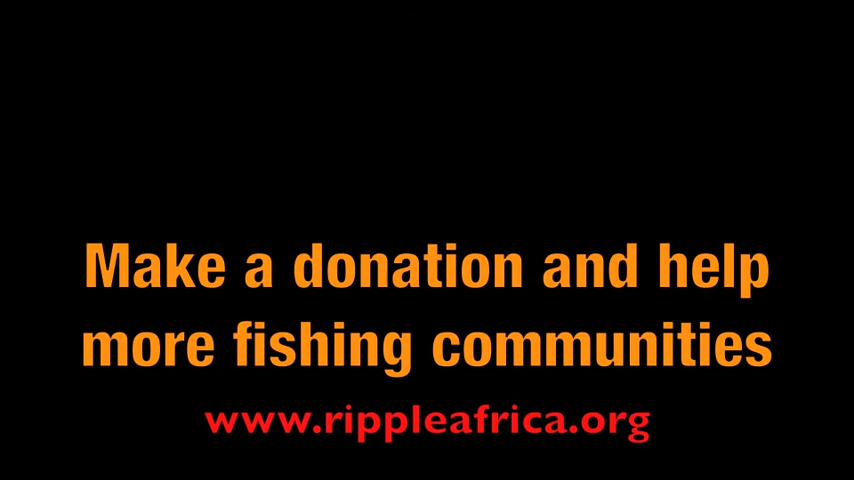 Make a donation and help
more fishing communities
www.rippleafrica.org